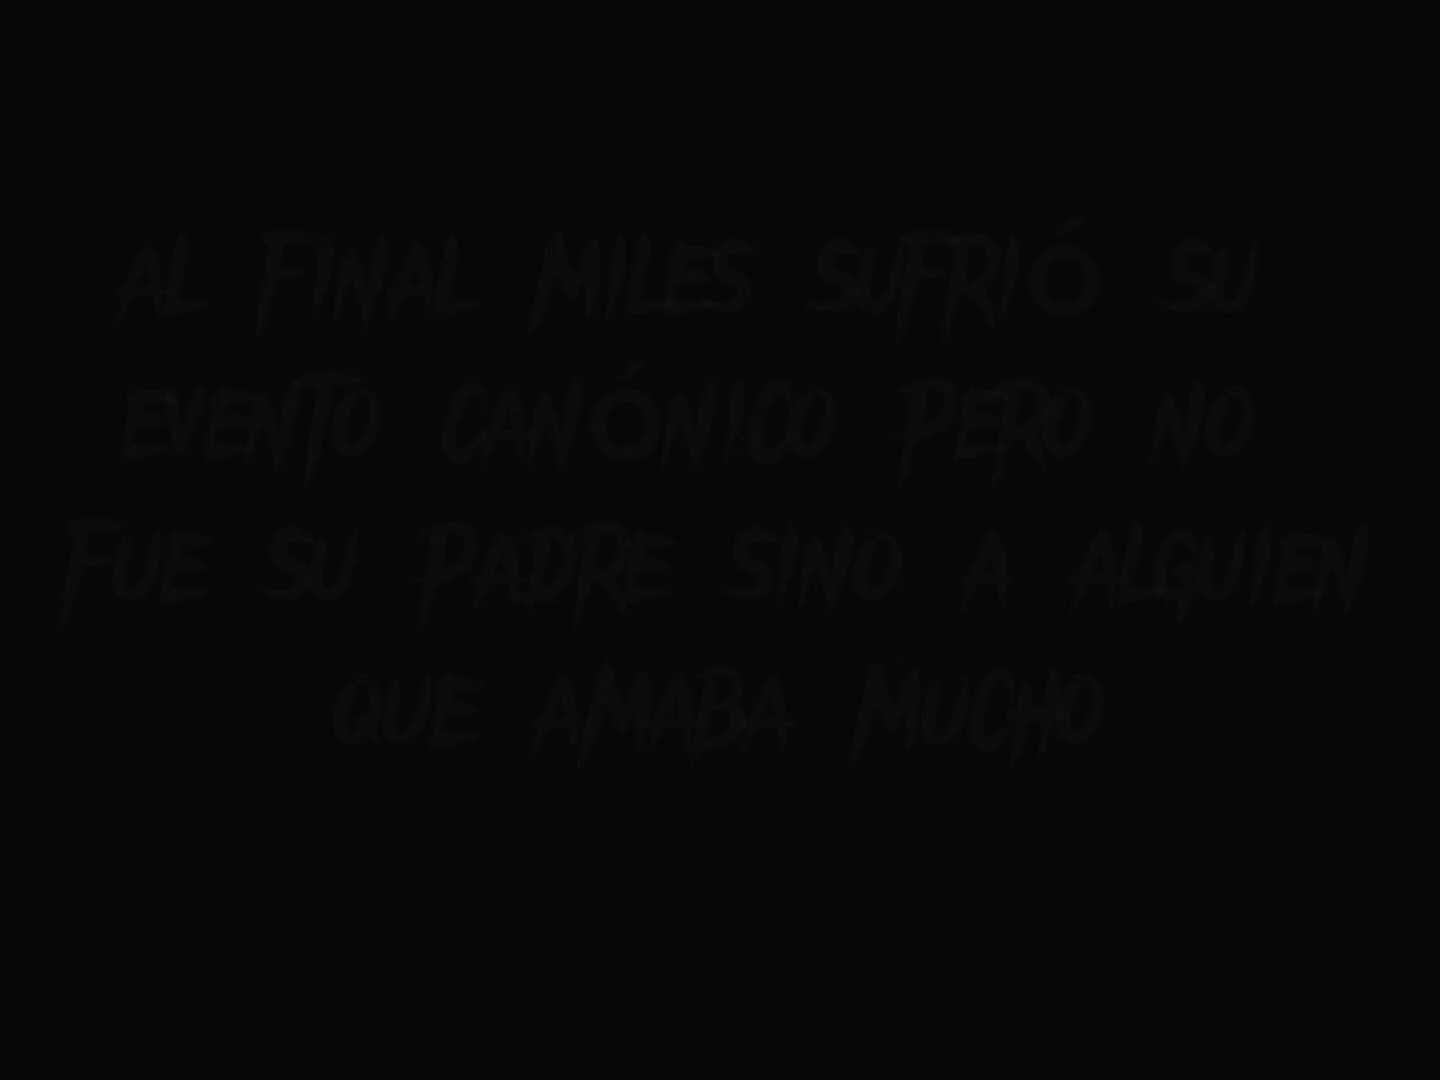 AL FINAL MILES SUFRIÓ SU
EVENTO CANÓNICO PERO NO
FUE SU PADRE SINO A ALGUIEN
QUE AMABA MUCHO